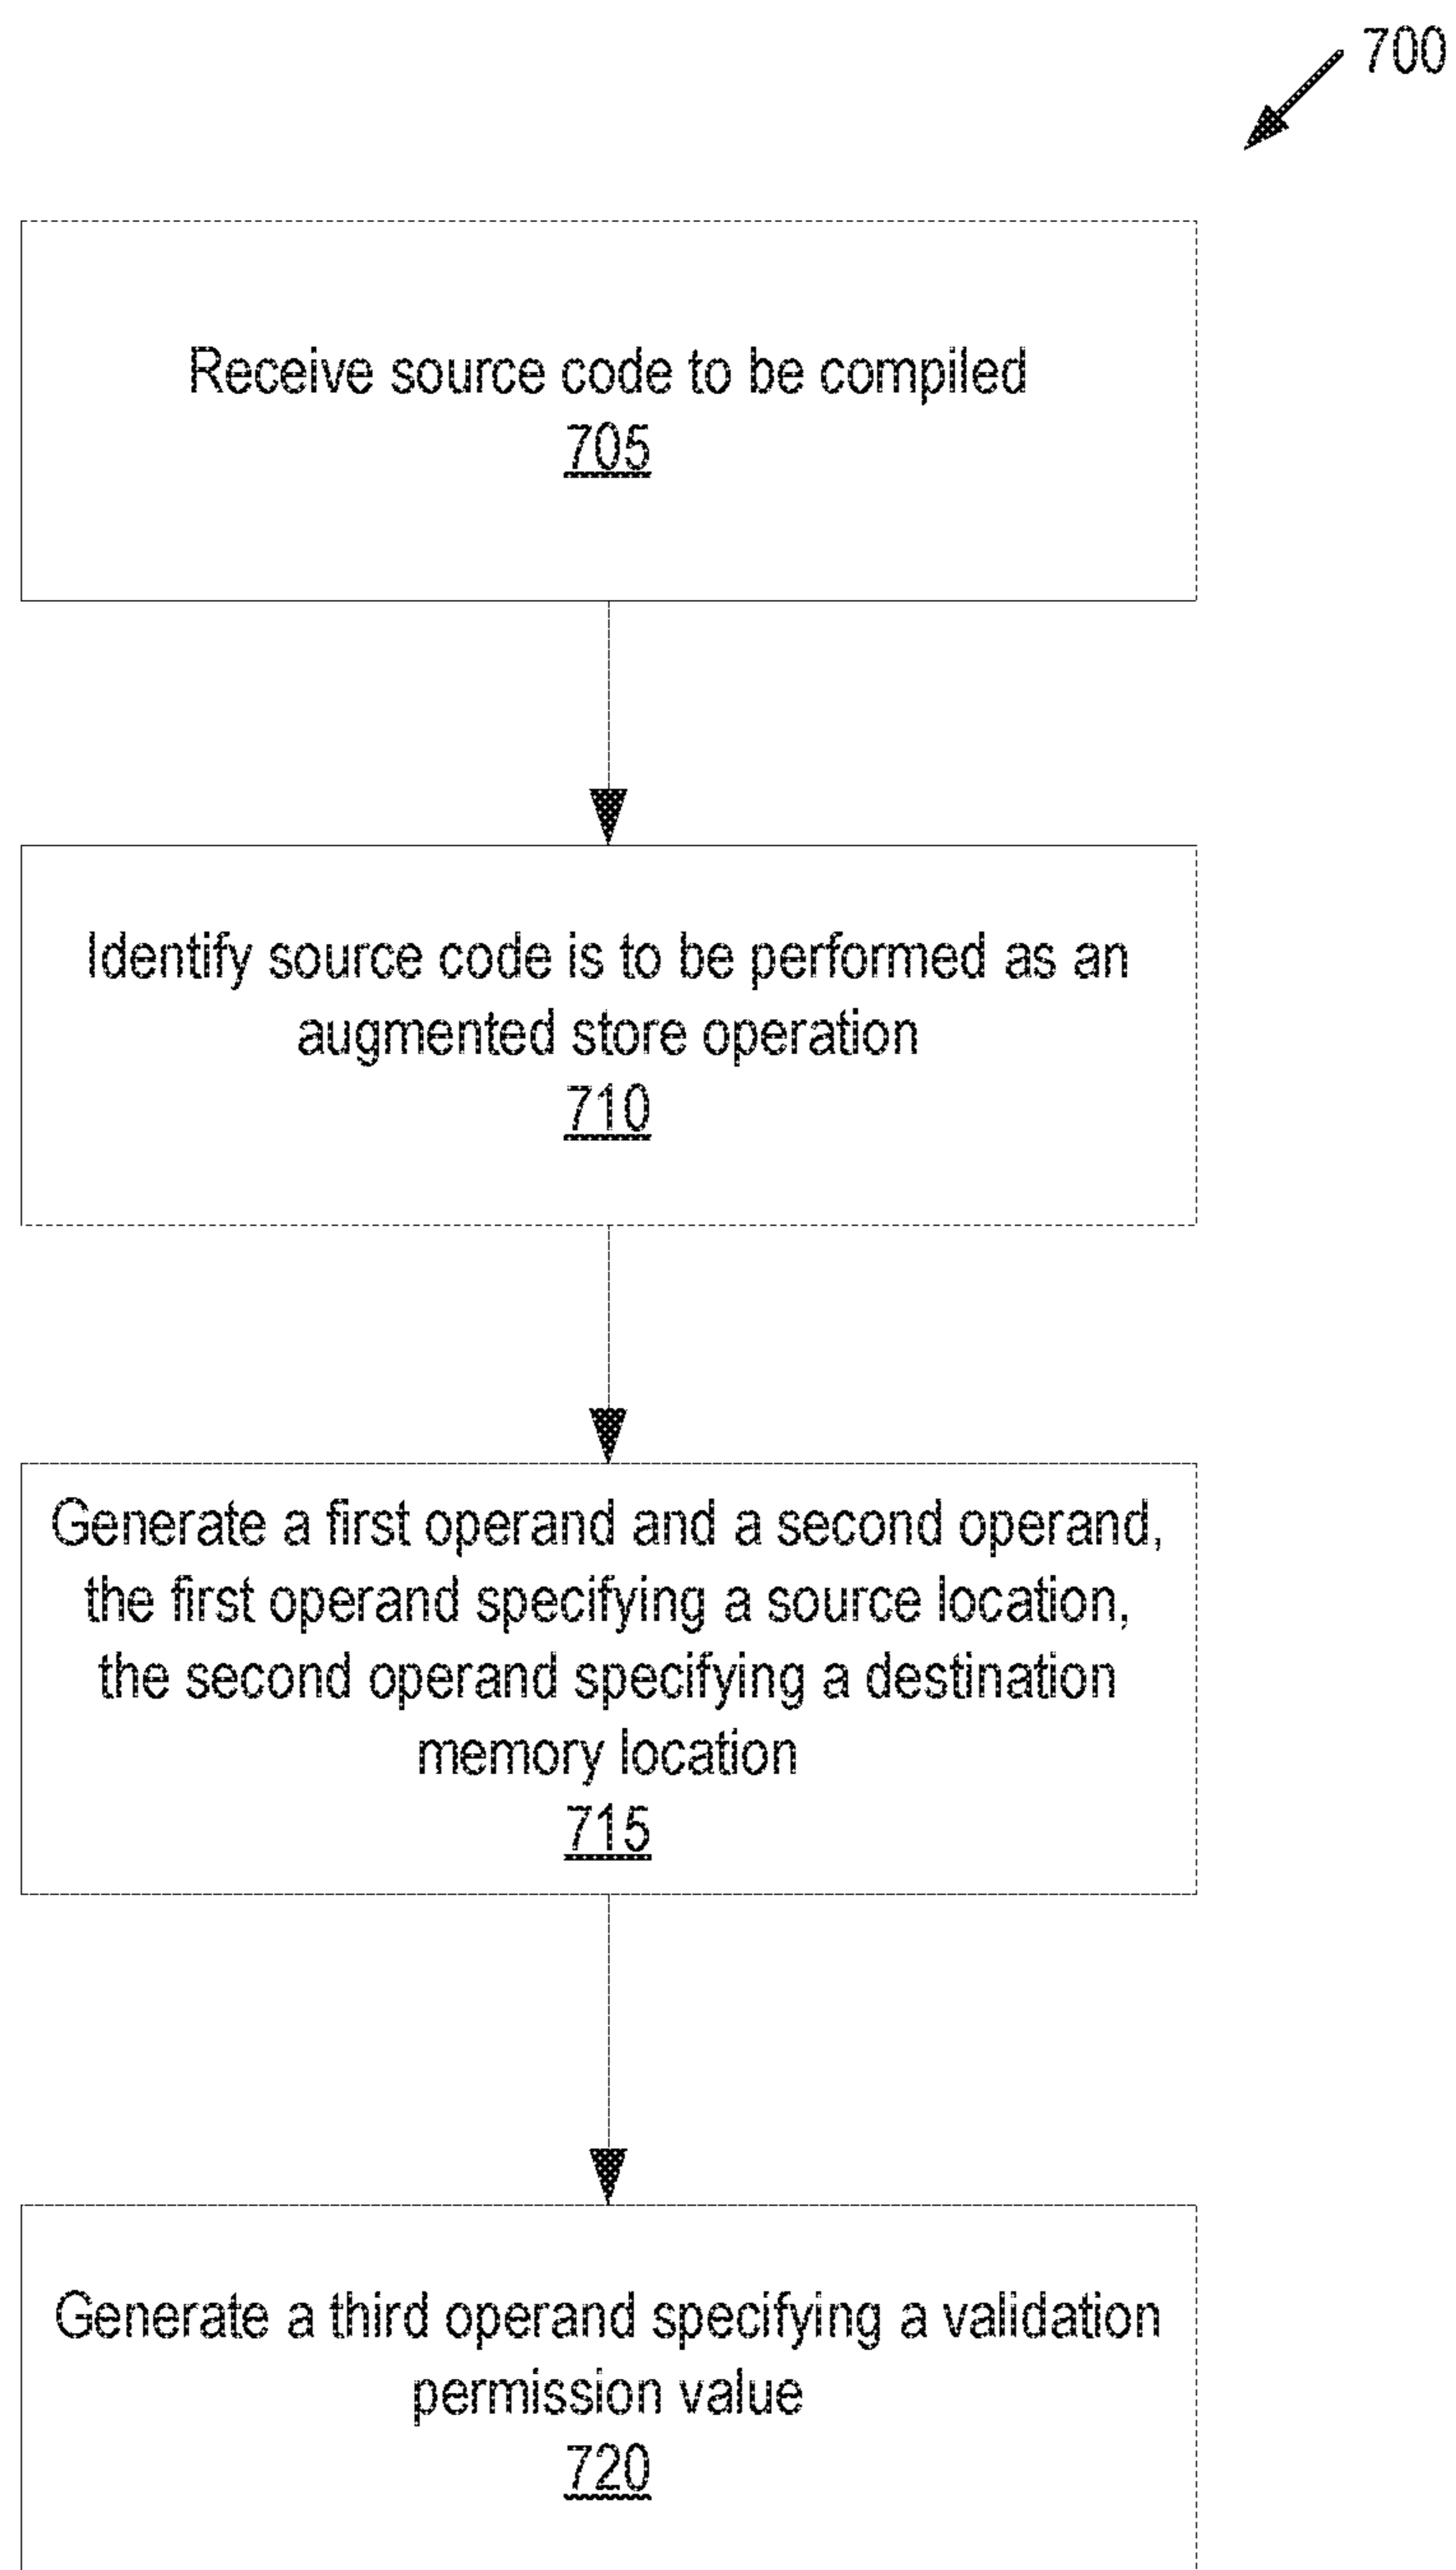 700
Receive source code to be compiled
705
Identify source code is to be performed as an
augmented store operation
710
Generate a first operand and a second operand,
the first operand specifying a source location,
the second operand specifying a destination
memory location
715
Generate a third operand specifying a validation
permission value
720